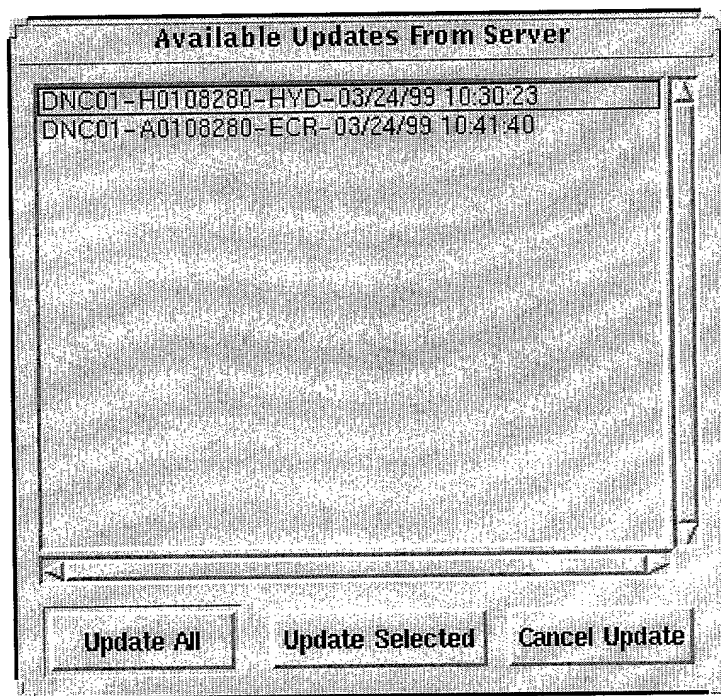 Available Updates From Server
DNC01-H0108280-HYD-03/24/99 10:30:23
DNC01-A0108280-ECR-03/24/99 10:41:40
Update All
Update Selected
Cancel Update